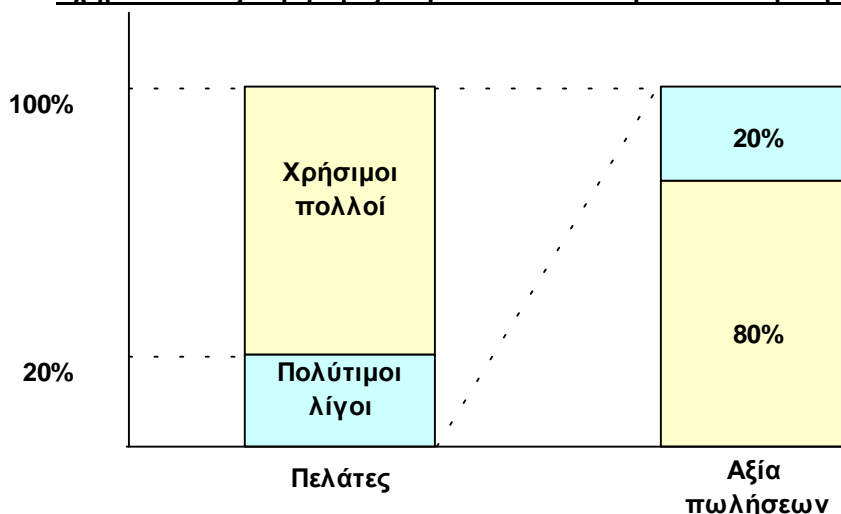 100%
20%
Χρήσιμοι
πολλοί
80%
20%
Πολύτιμοι
λίγοι
Πελάτες
Αξία
πωλήσεων